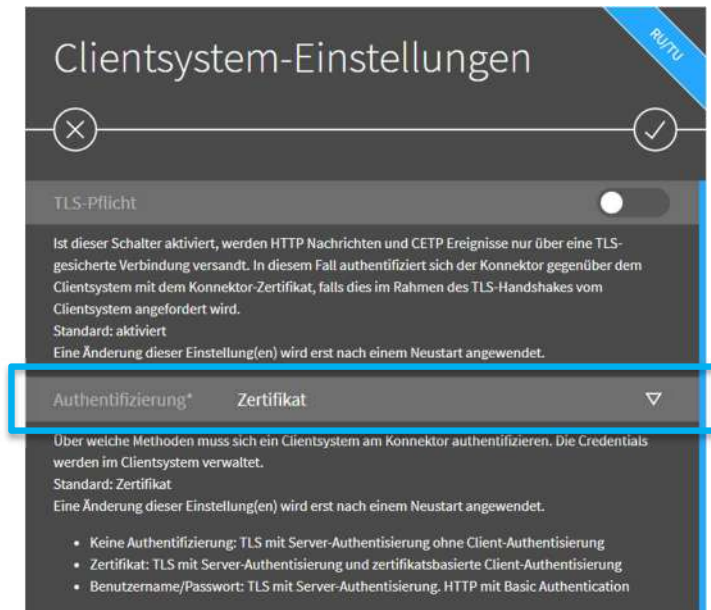 Clientsystem-Einstellungen
RU/TU
TLS-Pflicht
Ist dieser Schalter aktiviert, werden HTTP Nachrichten und CETP Ereignisse nur über eine TLS-
gesicherte Verbindung versandt. In diesem Fall authentifiziert sich der Konnektor gegenüber dem
Clientsystem mit dem Konnektor-Zertifikat, falls dies im Rahmen des TLS-Handshakes vom
Clientsystem angefordert wird.
Standard: aktiviert
Eine Änderung dieser Einstellung(en) wird erst nach einem Neustart angewendet.
Authentifizierung* Zertifikat
Über welche Methoden muss sich ein Clientsystem am Konnektor authentifizieren. Die Credentials
werden im Clientsystem verwaltet.
Standard: Zertifikat
Eine Änderung dieser Einstellung(en) wird erst nach einem Neustart angewendet.
• Keine Authentifizierung: TLS mit Server-Authentisierung ohne Client-Authentisierung
• Zertifikat: TLS mit Server-Authentisierung und zertifikatsbasierte Client-Authentisierung
• Benutzername/Passwort: TLS mit Server-Authentisierung. HTTP mit Basic Authentication